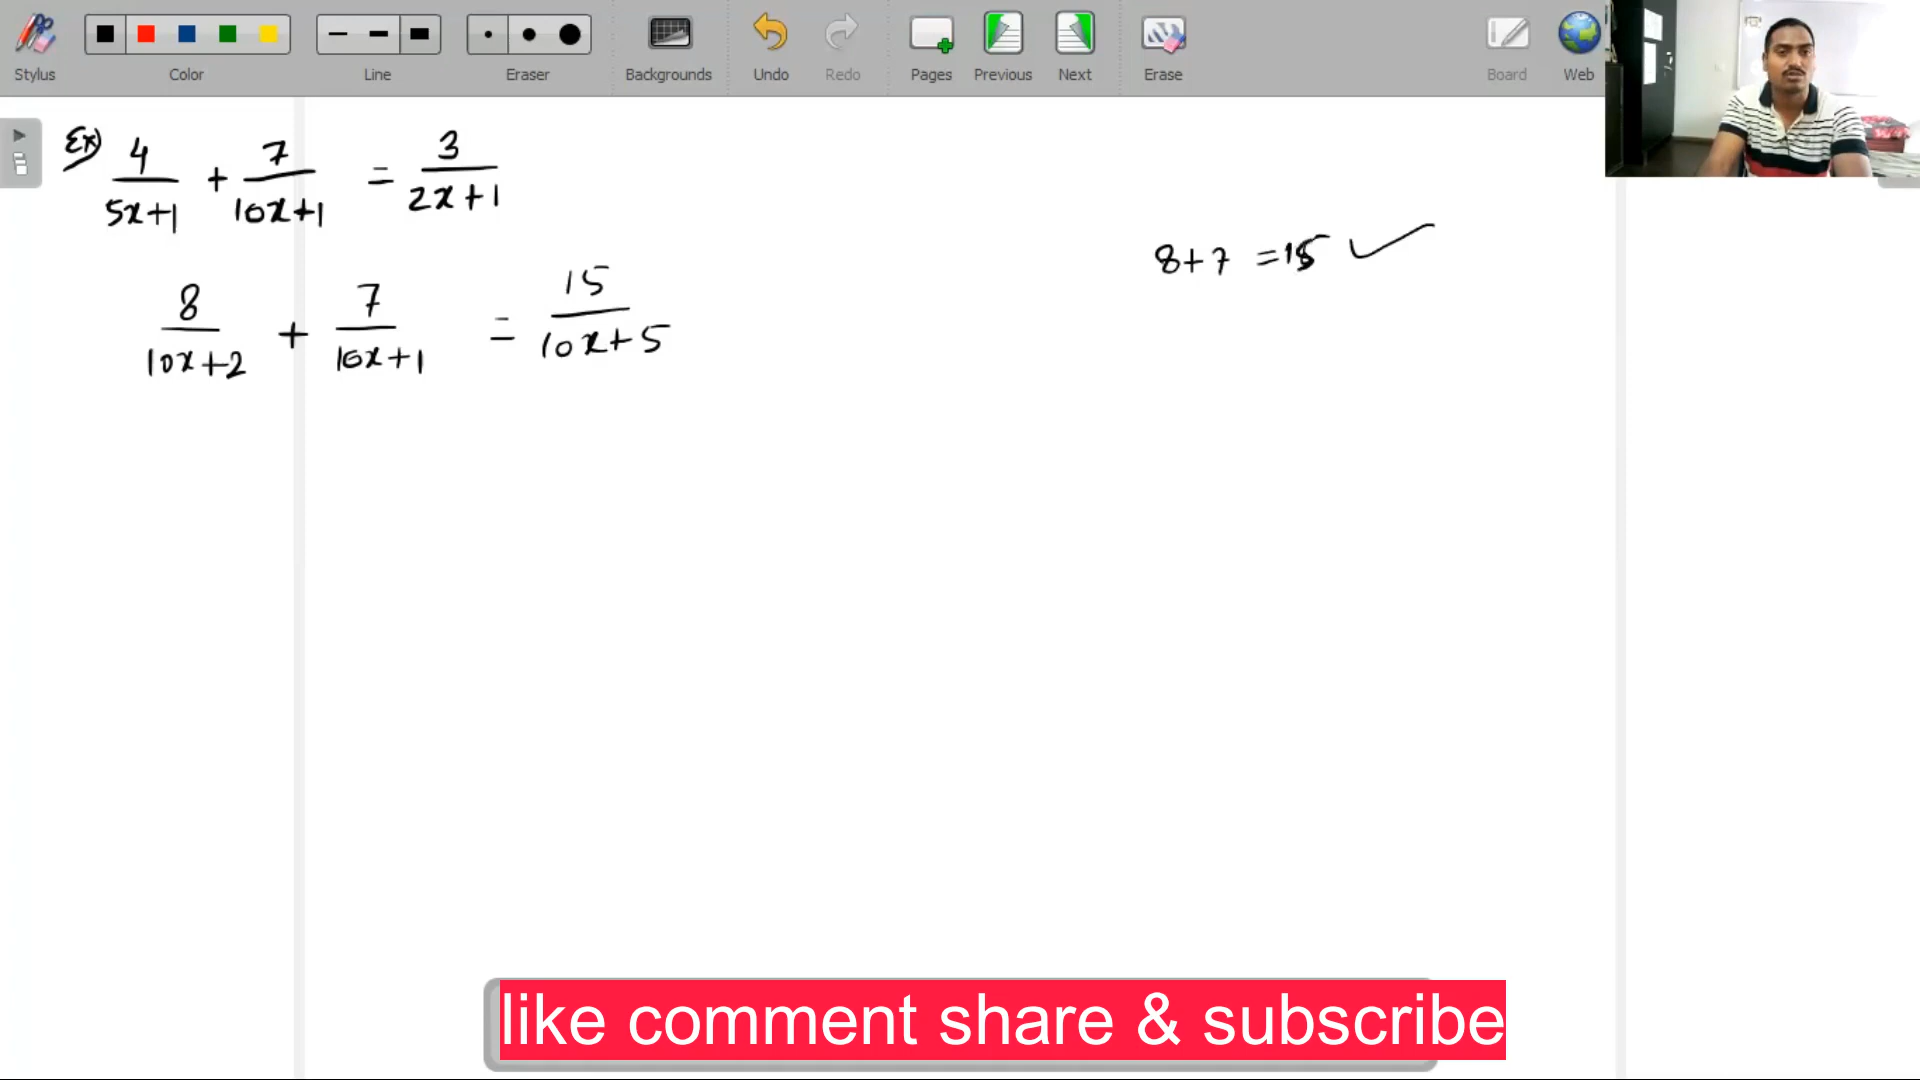 Stylus Color Line Eraser Backgrounds Undo Redo Pages Previous Next Erase Board Web
Ex) 4/(5x+1) + 7/(10x+1) = 3/(2x+1)
8+7 =15 ✓
8/(10x+2) + 7/(10x+1) = 15/(10x+5)
like comment share & subscribe